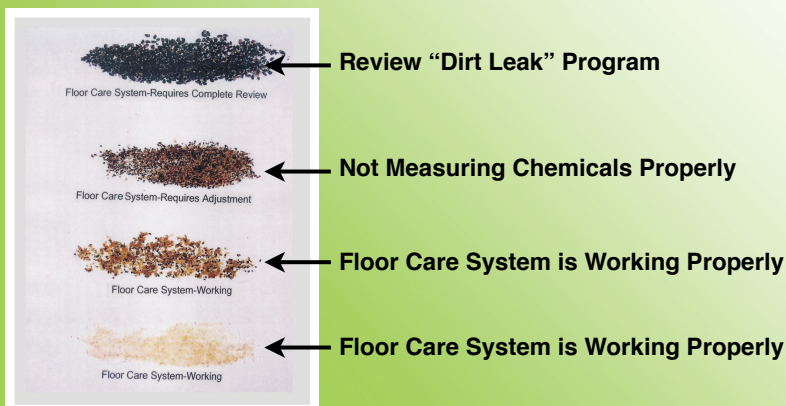 Review “Dirt Leak” Program
Floor Care System-Requires Complete Review
Not Measuring Chemicals Properly
Floor Care System-Requires Adjustment
Floor Care System is Working Properly
Floor Care System-Working
Floor Care System is Working Properly
Floor Care System-Working